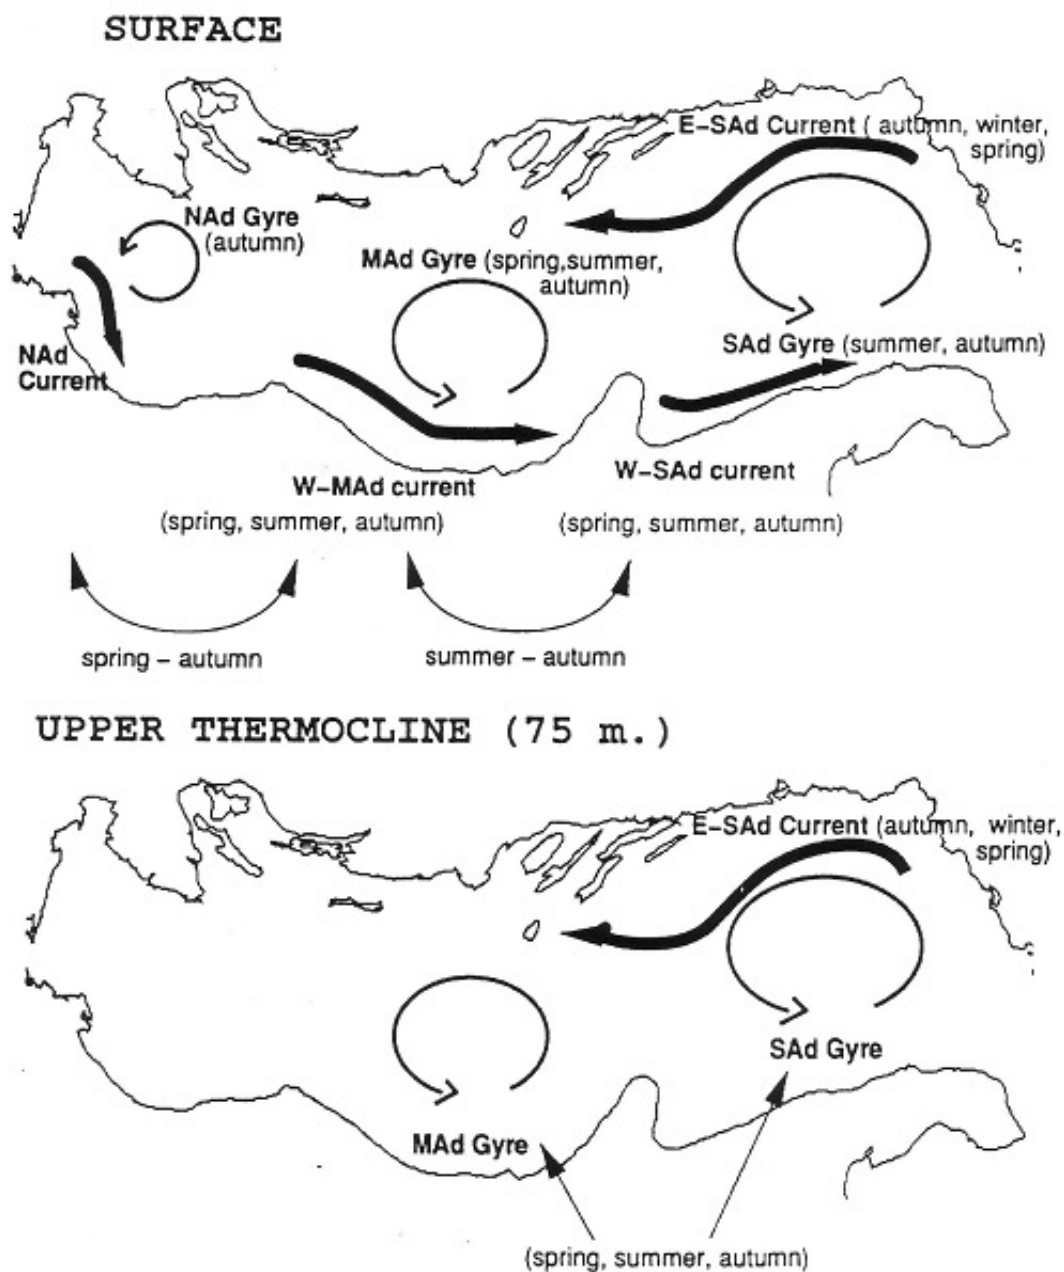 SURFACE
E-SAd Current ( autumn, winter,
spring)
NAd Gyre
(autumn)
MAd Gyre (spring,summer,
autumn)
NAd
Current
SAd Gyre (summer, autumn)
W-MAd current
(spring, summer, autumn)
W-SAd current
(spring, summer, autumn)
spring - autumn
summer - autumn
UPPER THERMOCLINE (75 m.)
E-SAd Current (autumn, winter,
spring)
SAd Gyre
MAd Gyre
(spring, summer, autumn)